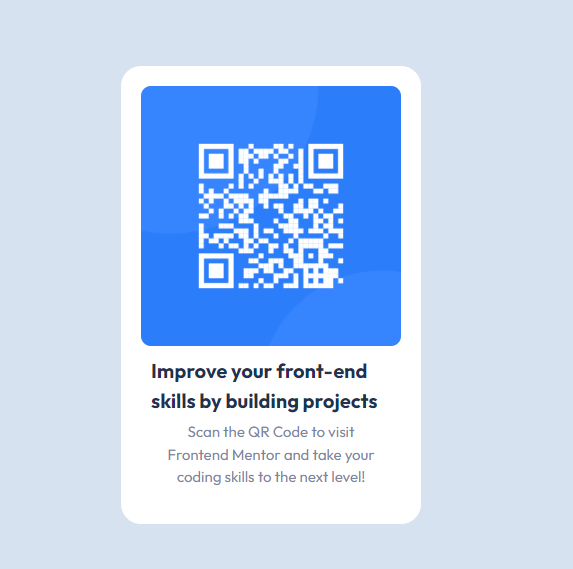 Improve your front-end
skills by building projects
Scan the QR Code to visit
Frontend Mentor and take your
coding skills to the next level!